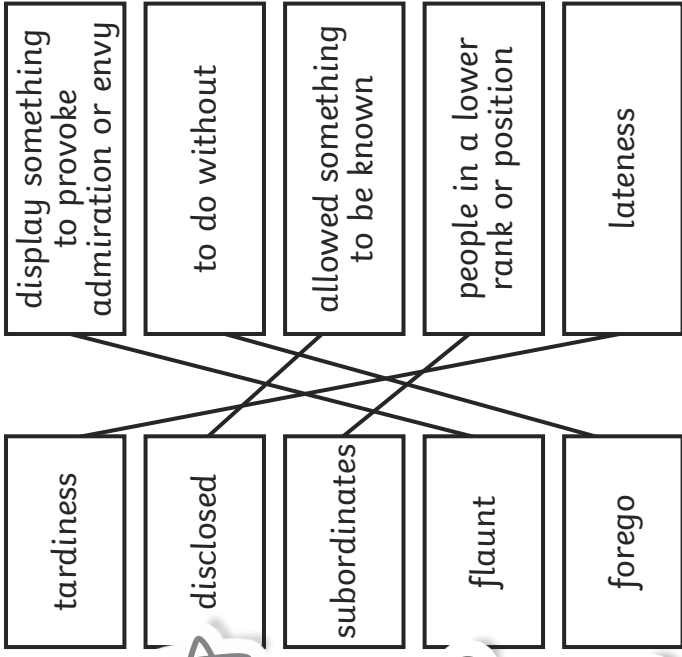 tardiness
disclosed
subordinates
flaunt
forego
display something
to provoke
admiration or envy
to do without
allowed something
to be known
people in a lower
rank or position
lateness